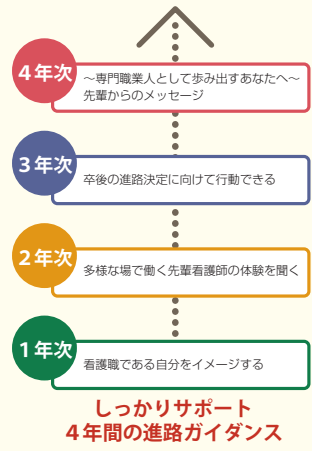 4年次
～専門職業人として歩み出すあなたへ～
先輩からのメッセージ
3年次
卒後の進路決定に向けて行動できる
2年次
多様な場で働く先輩看護師の体験を聞く
1年次
看護職である自分をイメージする
しっかりサポート
4年間の進路ガイダンス